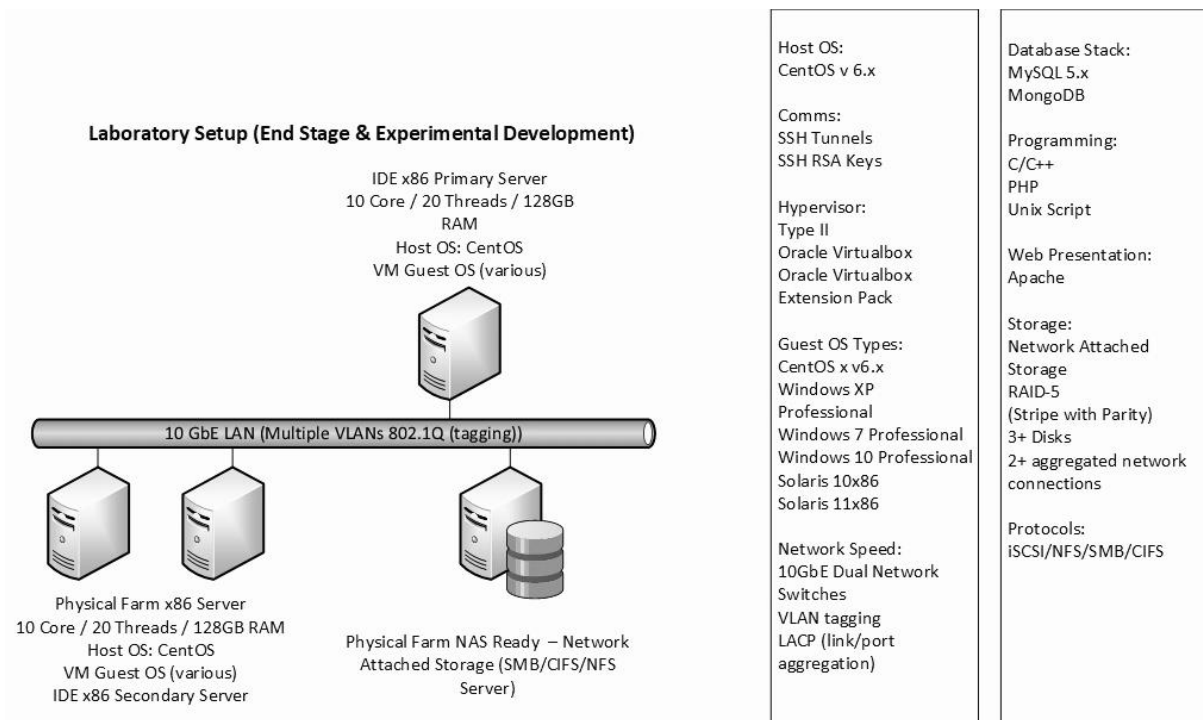 Laboratory Setup (End Stage & Experimental Development)
IDE x86 Primary Server
10 Core / 20 Threads / 128GB
RAM
Host OS: CentOS
VM Guest OS (various)
10 GbE LAN (Multiple VLANs 802.1Q (tagging))
Physical Farm x86 Server
10 Core / 20 Threads / 128GB RAM
Host OS: CentOS
VM Guest OS (various)
IDE x86 Secondary Server
Physical Farm NAS Ready – Network
Attached Storage (SMB/CIFS/NFS
Server)
Host OS:
CentOS v 6.x
Comms:
SSH Tunnels
SSH RSA Keys
Hypervisor:
Type II
Oracle Virtualbox
Oracle Virtualbox
Extension Pack
Guest OS Types:
CentOS x v6.x
Windows XP
Professional
Windows 7 Professional
Windows 10 Professional
Solaris 10x86
Solaris 11x86
Network Speed:
10GbE Dual Network
Switches
VLAN tagging
LACP (link/port
aggregation)
Database Stack:
MySQL 5.x
MongoDB
Programming:
C/C++
PHP
Unix Script
Web Presentation:
Apache
Storage:
Network Attached
Storage
RAID-5
(Stripe with Parity)
3+ Disks
2+ aggregated network
connections
Protocols:
iSCSI/NFS/SMB/CIFS